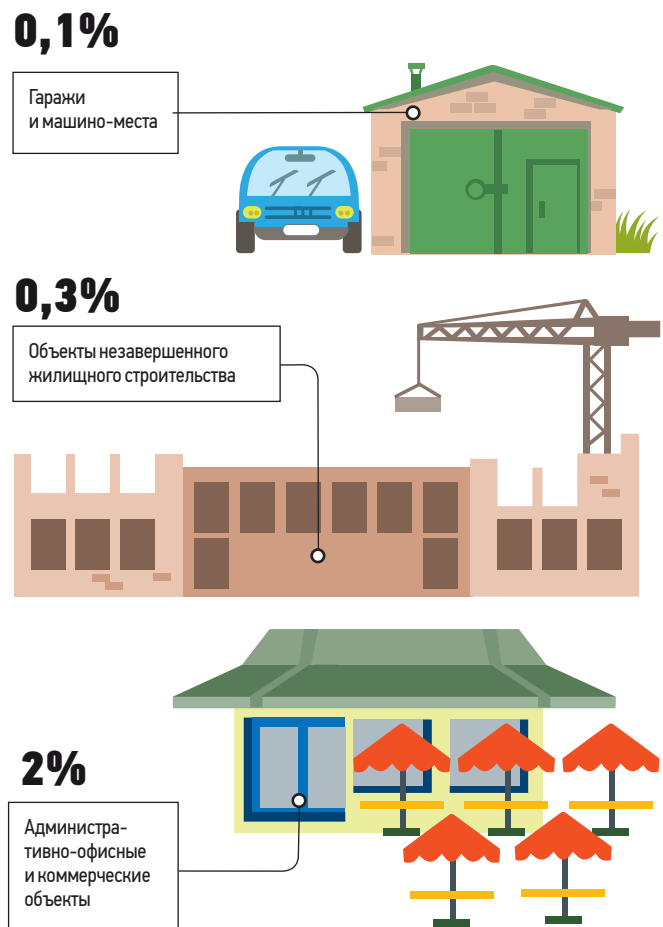 0,1%
Гаражи
и машино-места
0,3%
Объекты незавершенного
жилищного строительства
2%
Администра-
тивно-офисные
и коммерческие
объекты